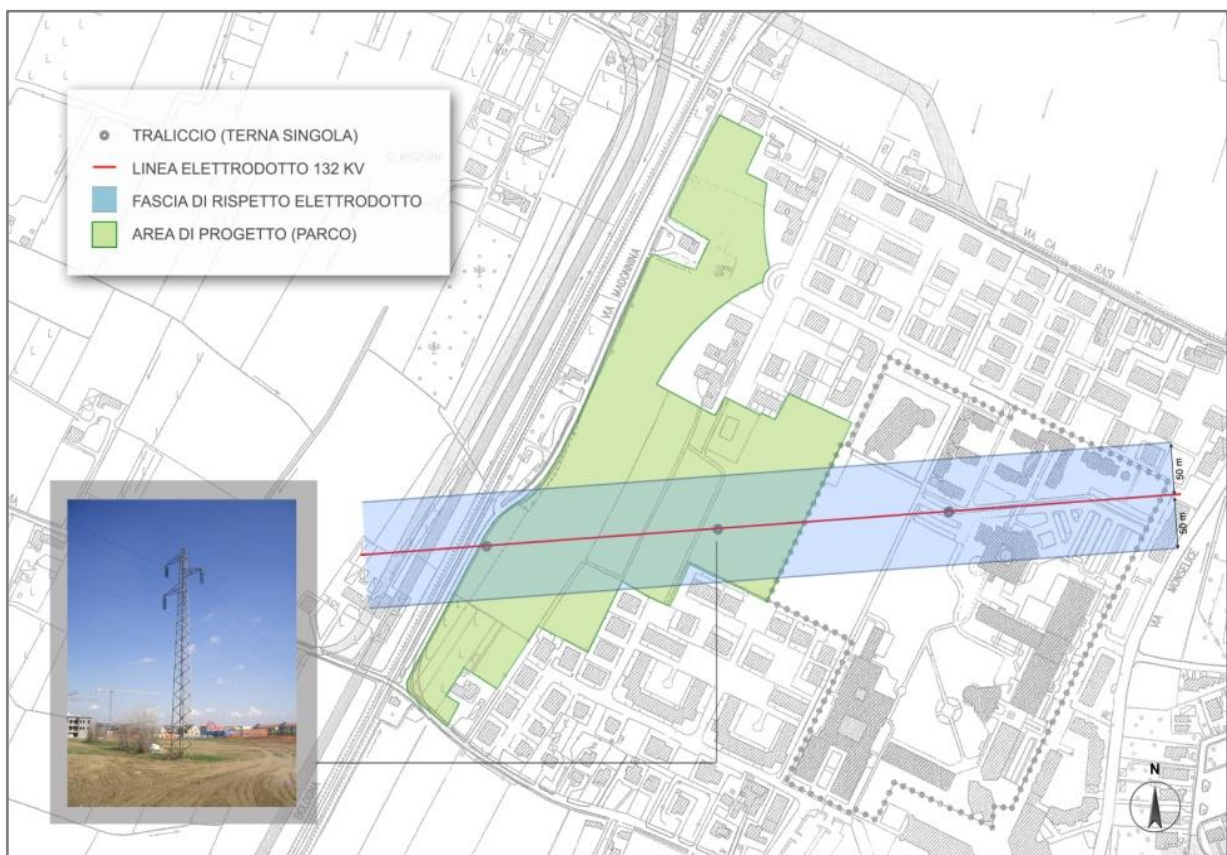 TRALICCIO (TERNA SINGOLA)
LINEA ELETTRODOTTO 132 KV
FASCIA DI RISPETTO ELETTRODOTTO
AREA DI PROGETTO (PARCO)
VIA MADONNINA
VIA CA
RASI
50 m
50 m
VIA
MONSELICE
N